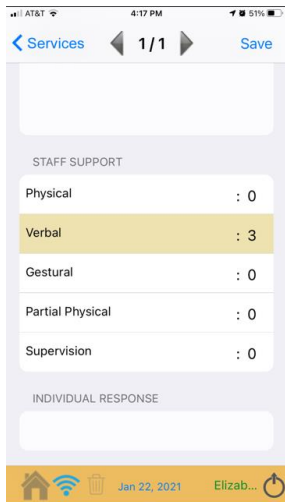 AT&T 4:17 PM 51%
Services 1/1 Save
STAFF SUPPORT
Physical : 0
Verbal : 3
Gestural : 0
Partial Physical : 0
Supervision : 0
INDIVIDUAL RESPONSE
Jan 22, 2021 Elizab...